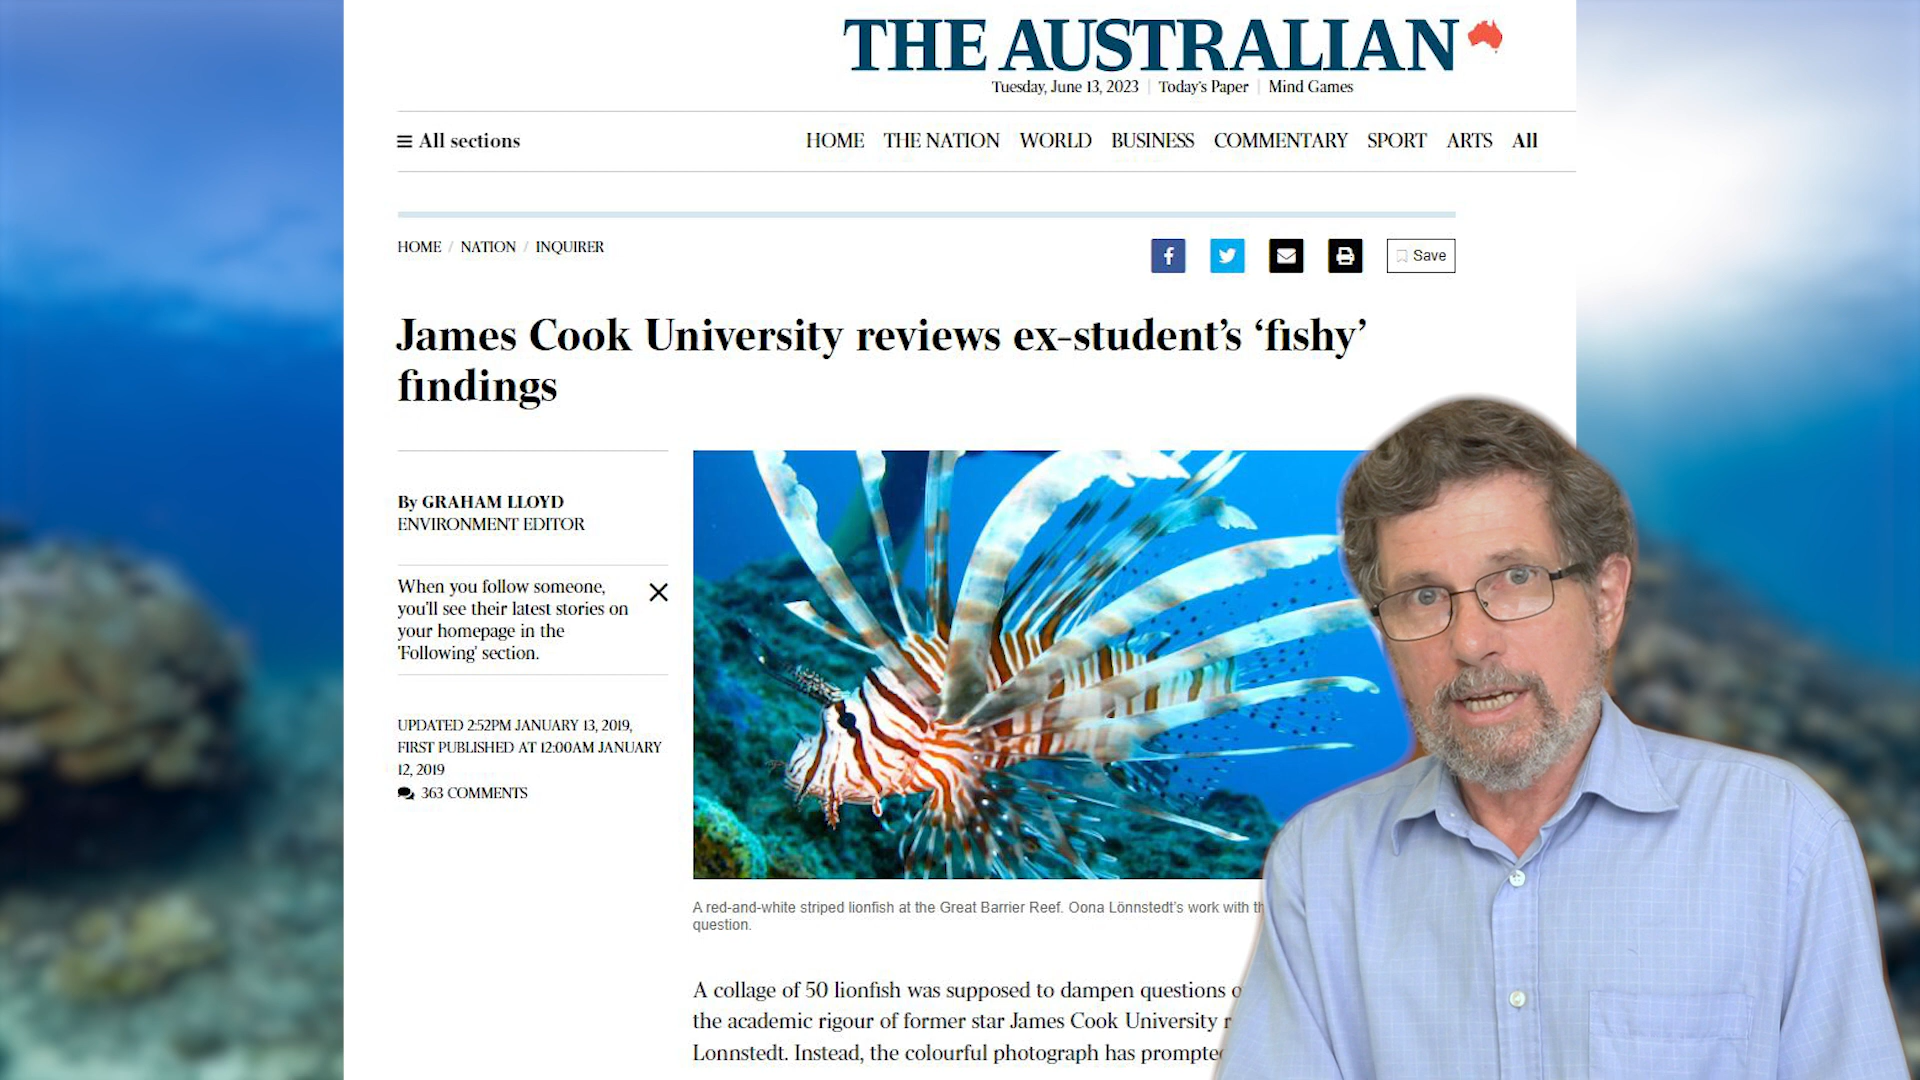 THE AUSTRALIAN
Tuesday, June 13, 2023 | Today's Paper | Mind Games
All sections
HOME THE NATION WORLD BUSINESS COMMENTARY SPORT ARTS All
HOME / NATION / INQUIRER
Save
James Cook University reviews ex-student's ‘fishy’
findings
By GRAHAM LLOYD
ENVIRONMENT EDITOR
When you follow someone,
you'll see their latest stories on
your homepage in the
'Following' section.
UPDATED 2:52PM JANUARY 13, 2019,
FIRST PUBLISHED AT 12:00AM JANUARY
12, 2019
363 COMMENTS
A red-and-white striped lionfish at the Great Barrier Reef. Oona Lönnstedt's work with
question.
A collage of 50 lionfish was supposed to dampen questions
the academic rigour of former star James Cook University
Lonnstedt. Instead, the colourful photograph has